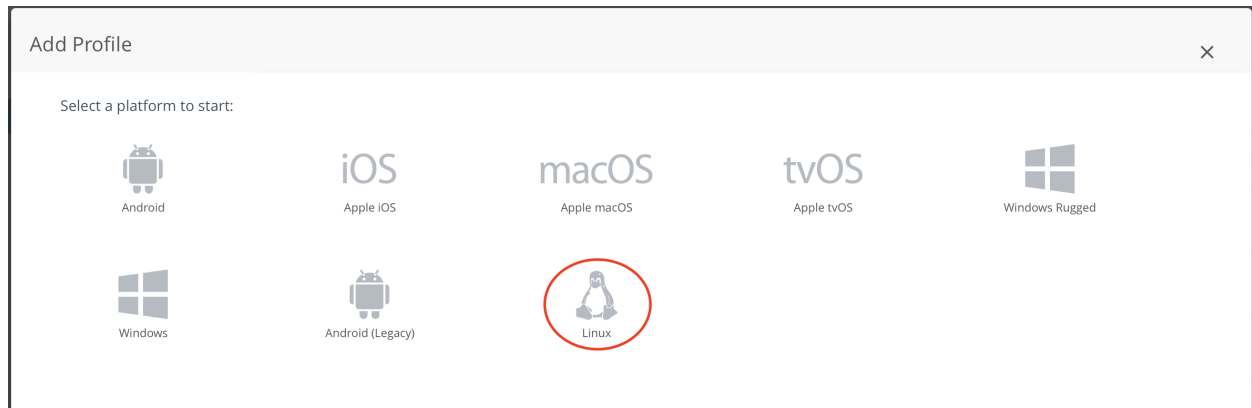 Add Profile
Select a platform to start:
iOS macOS tvOS
Android Apple iOS Apple macOS Apple tvOS Windows Rugged
Windows Android (Legacy) Linux